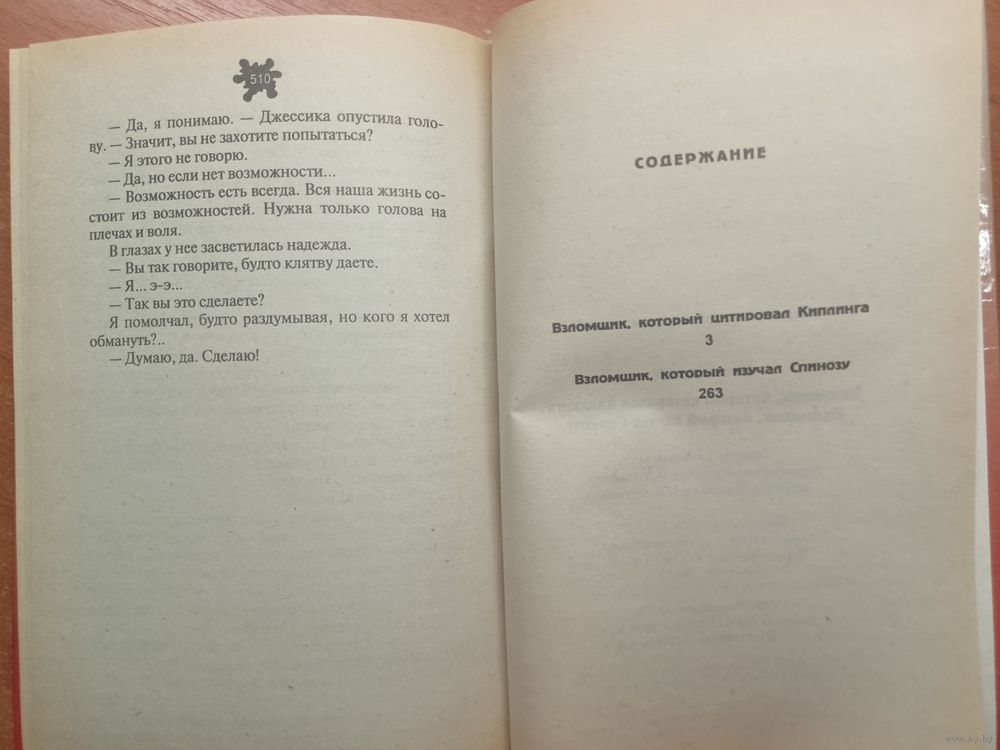 510
— Да, я понимаю. — Джессика опустила голо-
ву. — Значит, вы не захотите попытаться?
— Я этого не говорю.
— Да, но если нет возможности...
— Возможность есть всегда. Вся наша жизнь со-
стоит из возможностей. Нужна только голова на
плечах и воля.
В глазах у нее засветилась надежда.
— Вы так говорите, будто клятву даете.
— Я... э-э...
— Так вы это сделаете?
Я помолчал, будто раздумывая, но кого я хотел
обмануть?..
— Думаю, да. Сделаю!
СОДЕРЖАНИЕ
Взломщик, который цитировал Киплинга
3
Взломщик, который изучал Спинозу
263
www.ay.by